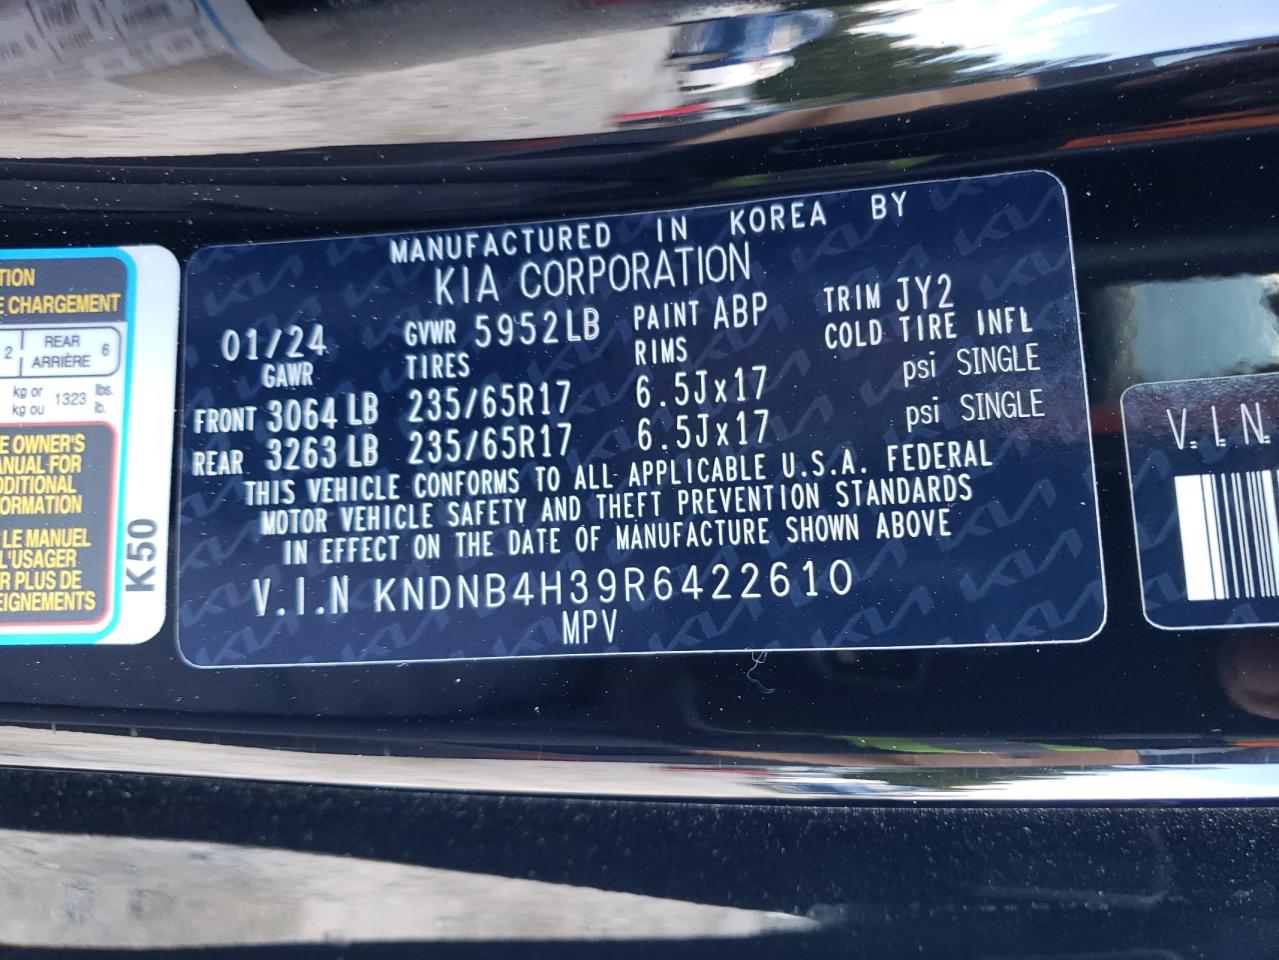 MANUFACTURED IN KOREA BY
KIA CORPORATION
01/24 GVWR 5952LB PAINT ABP TRIM JY2
GAWR TIRES RIMS COLD TIRE INFL
FRONT 3064 LB 235/65R17 6.5Jx17 psi SINGLE
REAR 3263 LB 235/65R17 6.5Jx17 psi SINGLE
THIS VEHICLE CONFORMS TO ALL APPLICABLE U.S.A. FEDERAL
MOTOR VEHICLE SAFETY AND THEFT PREVENTION STANDARDS
IN EFFECT ON THE DATE OF MANUFACTURE SHOWN ABOVE
V.I.N KNDNB4H39R6422610
MPV
TION
E CHARGEMENT
2 REAR ARRIÈRE 6
kg or kg ou 1323 lbs. lb.
E OWNER'S
ANUAL FOR
DDITIONAL
FORMATION
LE MANUEL
L'USAGER
R PLUS DE
EIGNEMENTS
K50
V.I.N.